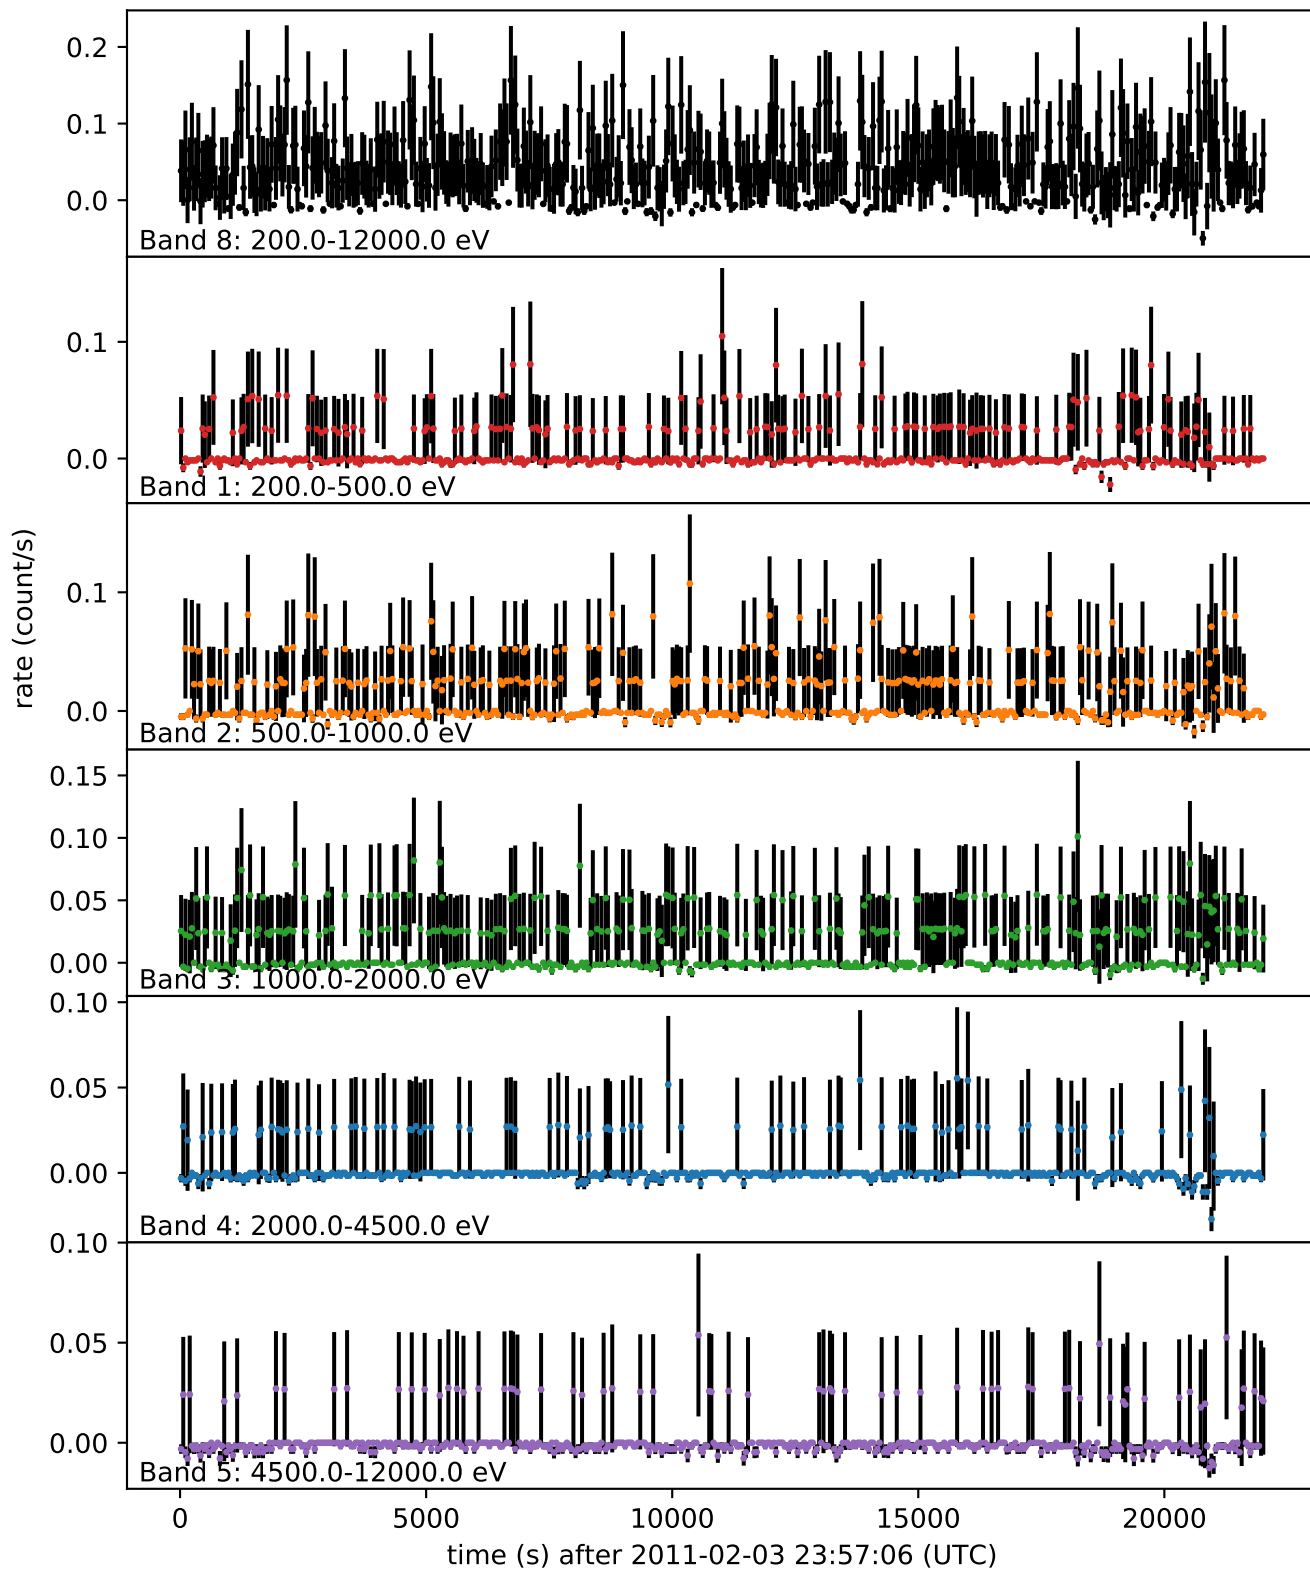 0.2
0.1
0.0
Band 8: 200.0-12000.0 eV
0.1
0.0
Band 1: 200.0-500.0 eV
0.1
0.0
Band 2: 500.0-1000.0 eV
rate (count/s)
0.15
0.10
0.05
0.00
Band 3: 1000.0-2000.0 eV
0.10
0.05
0.00
Band 4: 2000.0-4500.0 eV
0.10
0.05
0.00
Band 5: 4500.0-12000.0 eV
0 5000 10000 15000 20000
time (s) after 2011-02-03 23:57:06 (UTC)